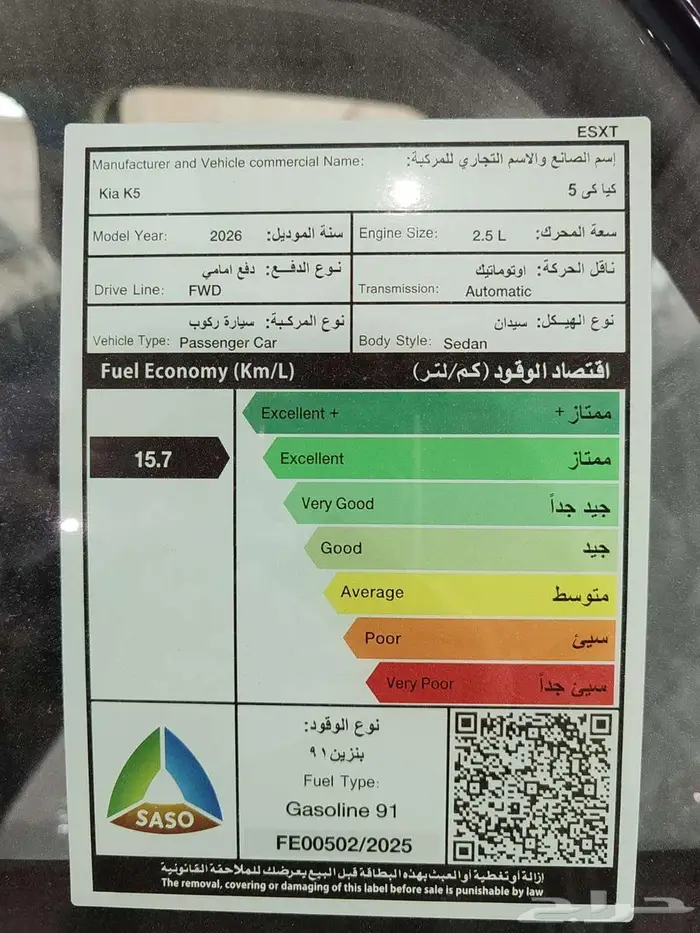 ESXT
Manufacturer and Vehicle commercial Name: إسم الصانع والاسم التجاري للمركبة:
Kia K5 كيا كى 5
Model Year: 2026 سنة الموديل:
Engine Size: 2.5 L سعة المحرك:
نوع الدفع: دفع امامي
Drive Line: FWD
ناقل الحركة: اوتوماتيك
Transmission: Automatic
نوع المركبة: سيارة ركوب
Vehicle Type: Passenger Car
نوع الهيكل: سيدان
Body Style: Sedan
Fuel Economy (Km/L) اقتصاد الوقود (كم/لتر)
Excellent + ممتاز +
15.7 Excellent ممتاز
Very Good جيد جداً
Good جيد
Average متوسط
Poor سيئ
Very Poor سيئ جداً
SASO
نوع الوقود:
بنزين ٩١
Fuel Type:
Gasoline 91
FE00502/2025
إزالة أو تغطية أو العبث بهذه البطاقة قبل البيع يعرضك للملاحقة القانونية
The removal, covering or damaging of this label before sale is punishable by law
حراج